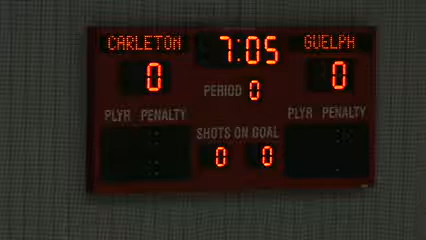 CARLETON 7:05 GUELPH
0 PERIOD 0 0
PLYR PENALTY PLYR PENALTY
SHOTS ON GOAL
0 0